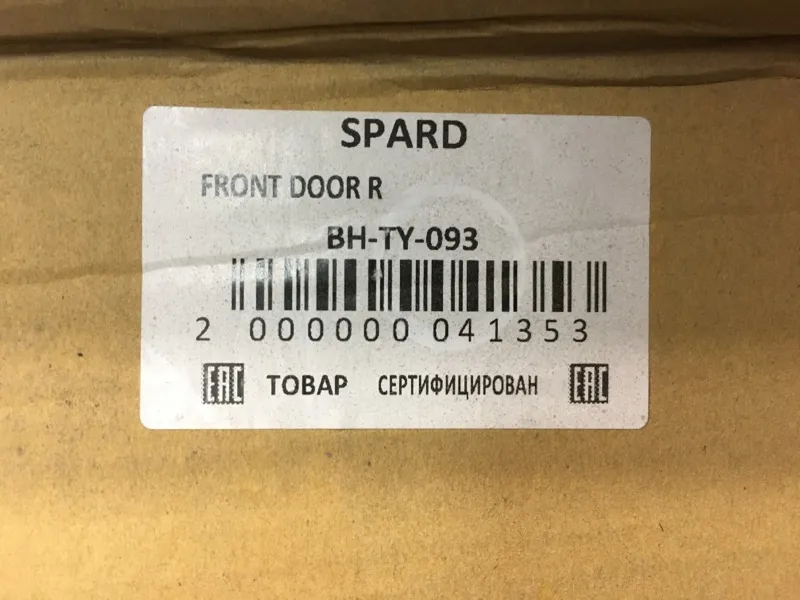 SPARD
FRONT DOOR R
BH-TY-093
2 000000 041353
EAC ТОВАР СЕРТИФИЦИРОВАН EAC